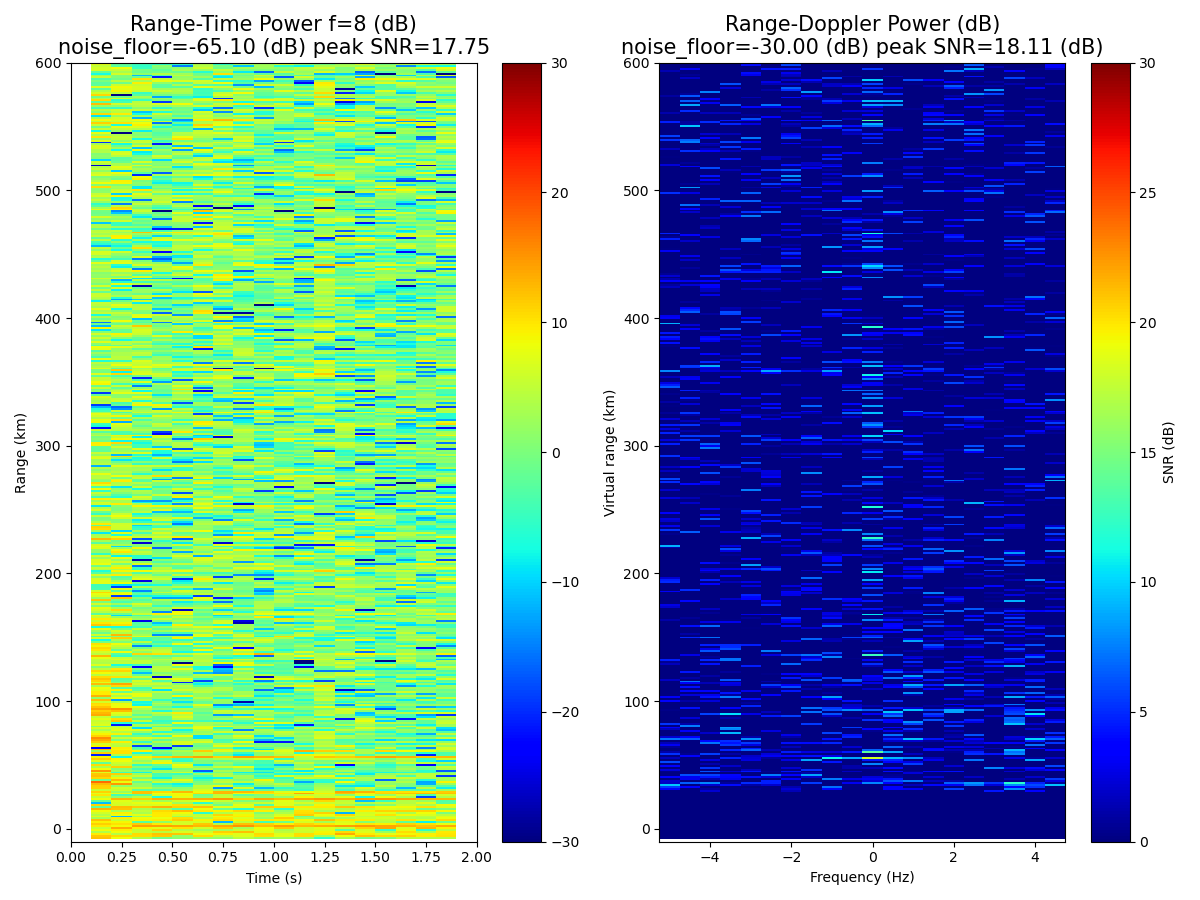 Range-Time Power f=8 (dB)
noise_floor=-65.10 (dB) peak SNR=17.75
Range (km)
600
500
400
300
200
100
0
0.00 0.25 0.50 0.75 1.00 1.25 1.50 1.75 2.00
Time (s)
30
20
10
0
−10
−20
−30
Range-Doppler Power (dB)
noise_floor=-30.00 (dB) peak SNR=18.11 (dB)
Virtual range (km)
600
500
400
300
200
100
0
−4 −2 0 2 4
Frequency (Hz)
30
25
20
15
10
5
0
SNR (dB)